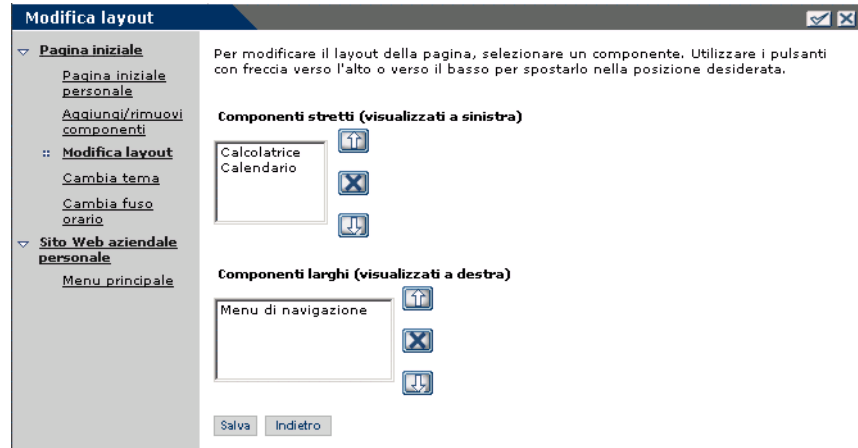 Modifica layout
Pagina iniziale
Pagina iniziale
personale
Aggiungi/rimuovi
componenti
Modifica layout
Cambia tema
Cambia fuso
orario
Sito Web aziendale
personale
Menu principale
Per modificare il layout della pagina, selezionare un componente. Utilizzare i pulsanti
con freccia verso l'alto o verso il basso per spostarlo nella posizione desiderata.
Componenti stretti (visualizzati a sinistra)
Calcolatrice
Calendario
Componenti larghi (visualizzati a destra)
Menu di navigazione
Salva
Indietro